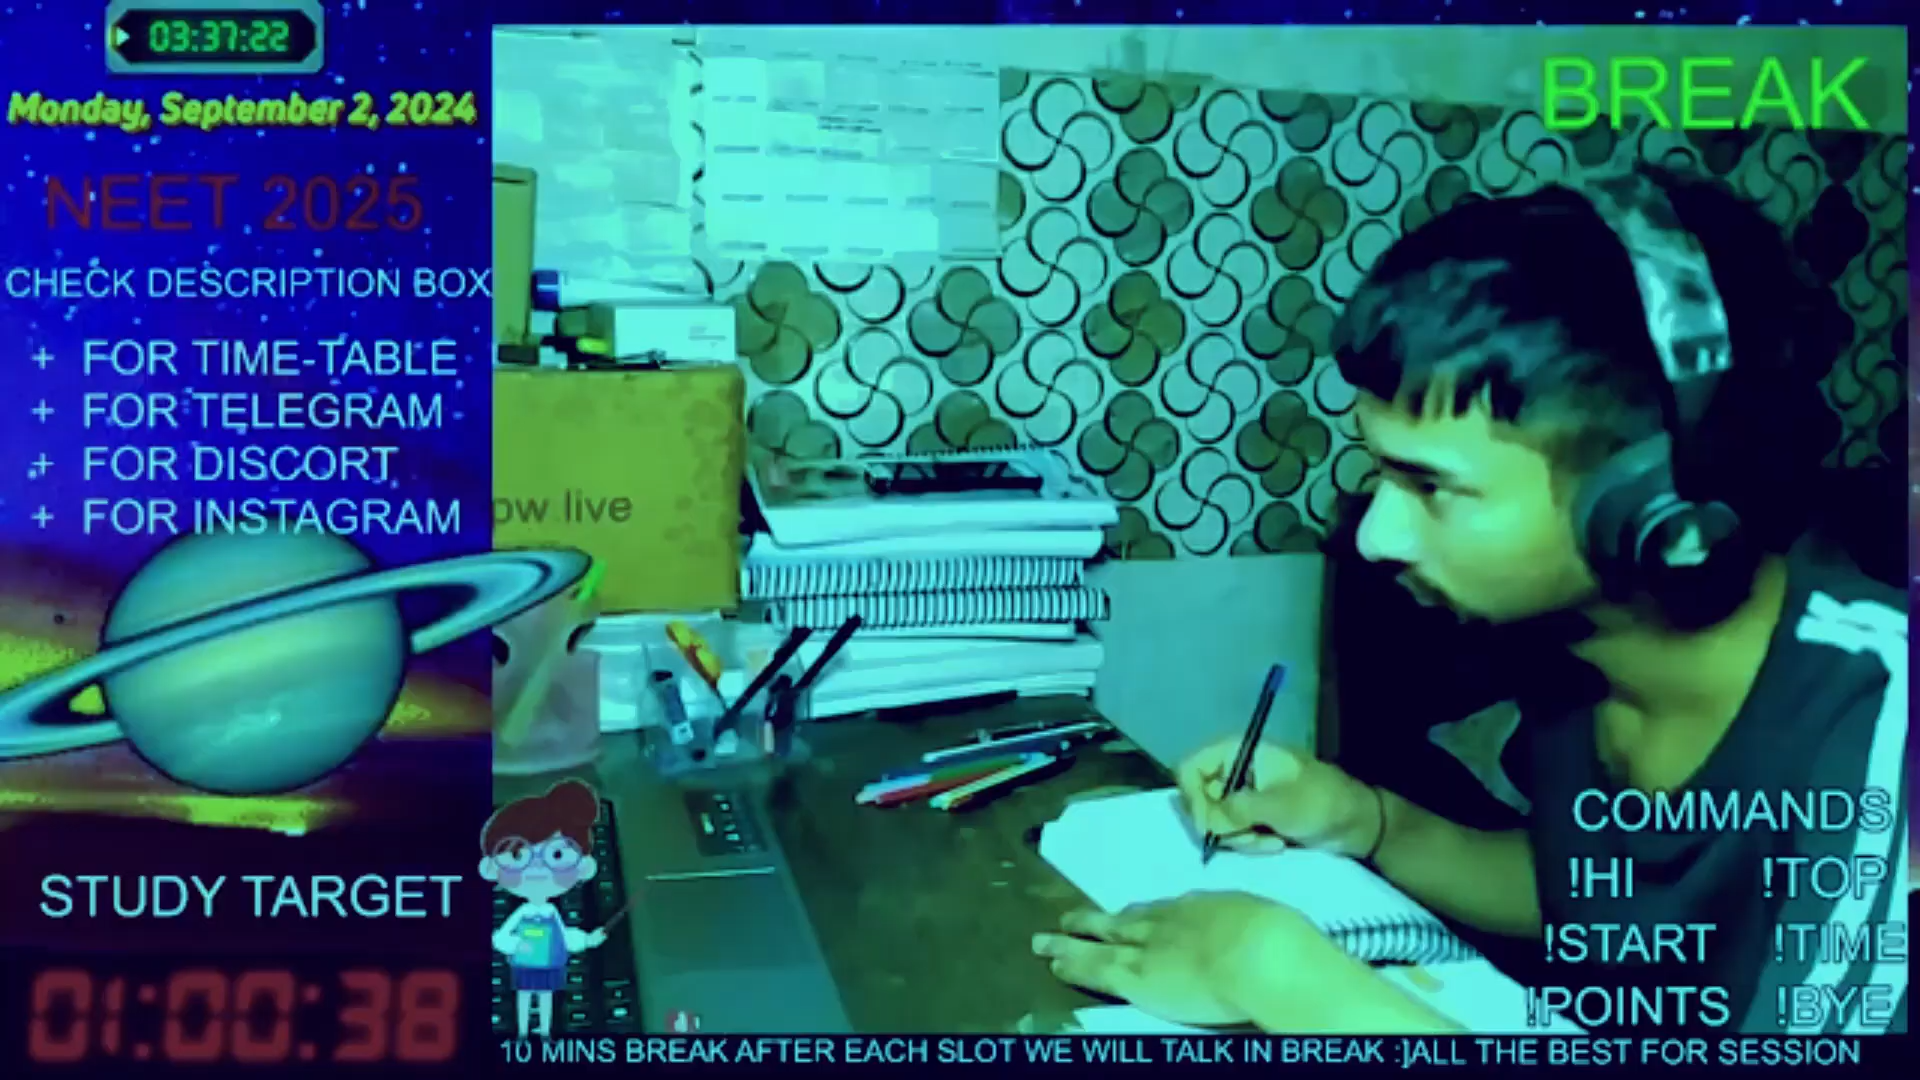 03:37:22
Monday, September 2, 2024
NEET 2025
CHECK DESCRIPTION BOX
+ FOR TIME-TABLE
+ FOR TELEGRAM
+ FOR DISCORT
+ FOR INSTAGRAM
STUDY TARGET
01:00:38
BREAK
ow live
COMMANDS
!HI !TOP
!START !TIME
!POINTS !BYE
10 MINS BREAK AFTER EACH SLOT WE WILL TALK IN BREAK :]ALL THE BEST FOR SESSION